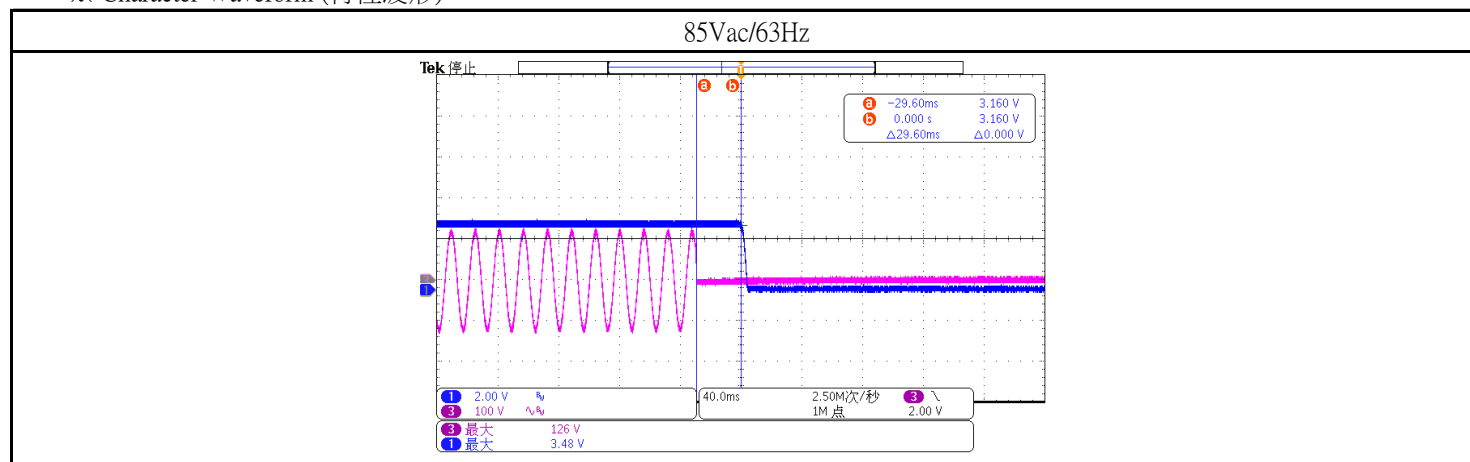 85Vac/63Hz
Tek 停止
T
a b
a -29.60ms 3.160 V
b 0.000 s 3.160 V
△29.60ms △0.000 V
1
1 2.00 V
3 100 V
40.0ms 2.50M次/秒 3
1M 点 2.00 V
3 最大 126 V
1 最大 3.48 V